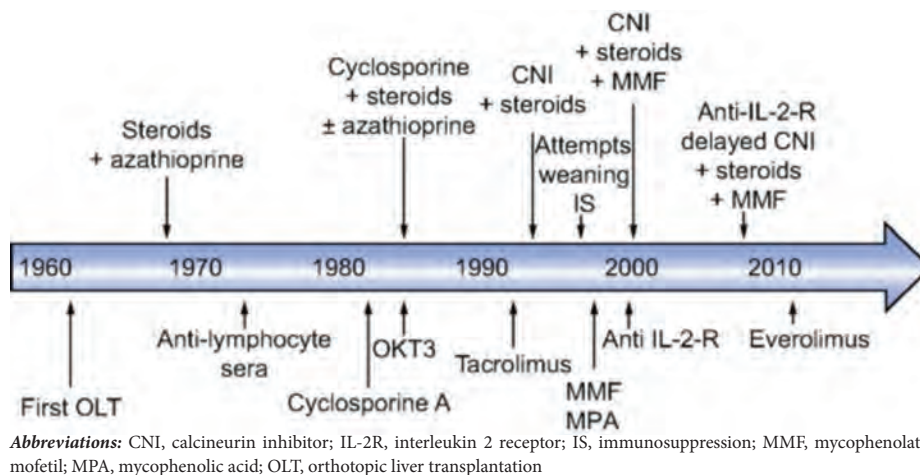 CNI
+ steroids
+ MMF
Cyclosporine
+ steroids
± azathioprine
CNI
+ steroids
Steroids
+ azathioprine
Attempts
weaning
IS
Anti-IL-2-R
delayed CNI
+ steroids
+ MMF
1960 1970 1980 1990 2000 2010
First OLT
Anti-lymphocyte
sera
Cyclosporine A
OKT3
Tacrolimus
MMF
MPA
Anti IL-2-R
Everolimus
Abbreviations: CNI, calcineurin inhibitor; IL-2R, interleukin 2 receptor; IS, immunosuppression; MMF, mycophenolat
mofetil; MPA, mycophenolic acid; OLT, orthotopic liver transplantation